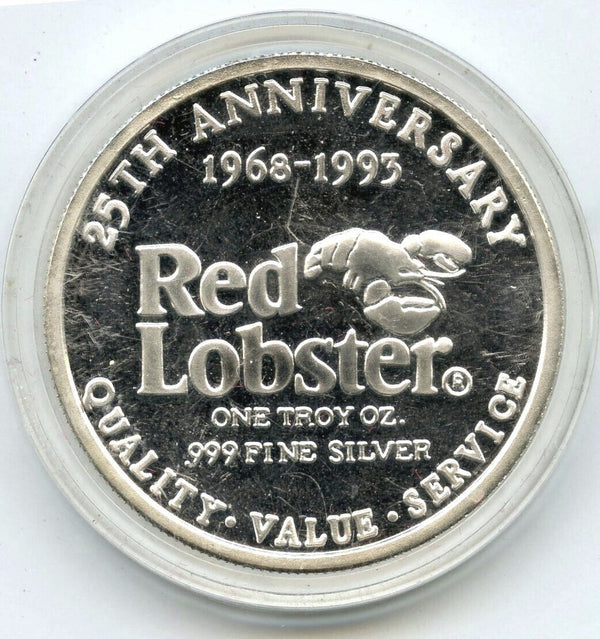 25TH ANNIVERSARY
1968-1993
Red
Lobster®
ONE TROY OZ.
.999 FINE SILVER
QUALITY · VALUE · SERVICE